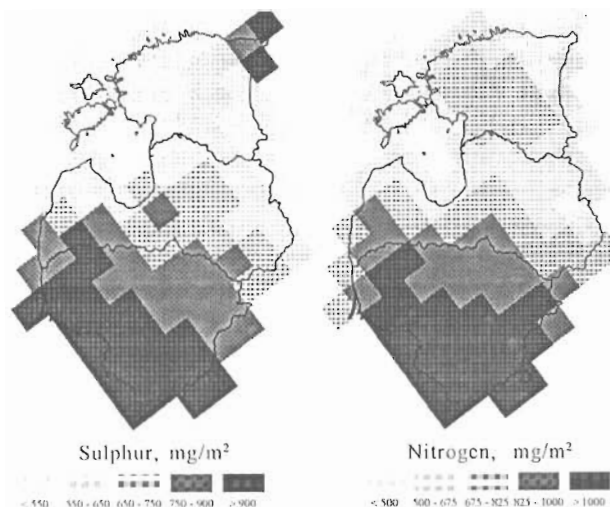 Sulphur, mg/m²
< 550 550 - 650 650 - 750 750 - 900 > 900
Nitrogen, mg/m²
< 500 500 - 675 675 - 825 825 - 1000 > 1000